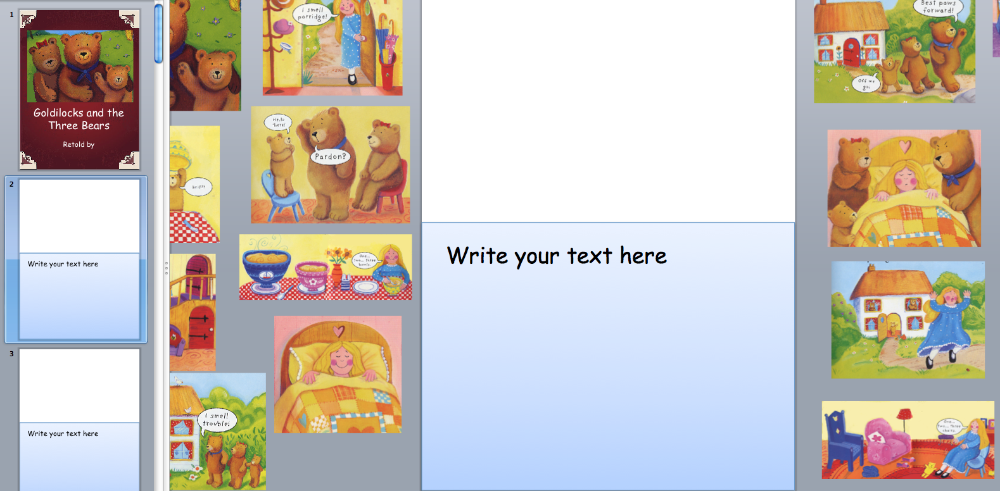 1
Goldilocks and the
Three Bears
Retold by
2
Write your text here
3
Write your text here
I smell
porridge!
Hello
there!
Pardon?
One...
two... three
bowls.
I smell
trouble!
Write your text here
Best paws
forward!
Off we
go!
One...
two... three
chairs.